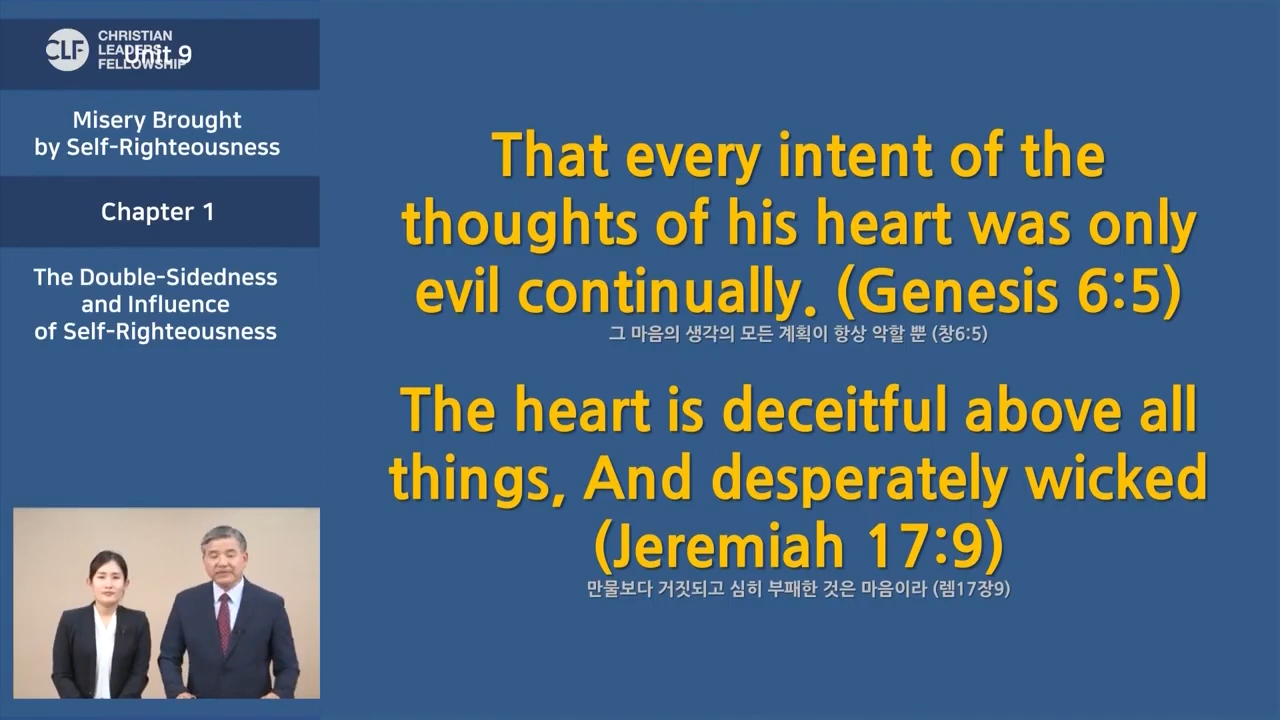 CLF
CHRISTIAN
LEADERS
FELLOWSHIP
Unit 9
Misery Brought
by Self-Righteousness
Chapter 1
The Double-Sidedness
and Influence
of Self-Righteousness
That every intent of the
thoughts of his heart was only
evil continually. (Genesis 6:5)
그 마음의 생각의 모든 계획이 항상 악할 뿐 (창6:5)
The heart is deceitful above all
things, And desperately wicked
(Jeremiah 17:9)
만물보다 거짓되고 심히 부패한 것은 마음이라 (렘17장9)